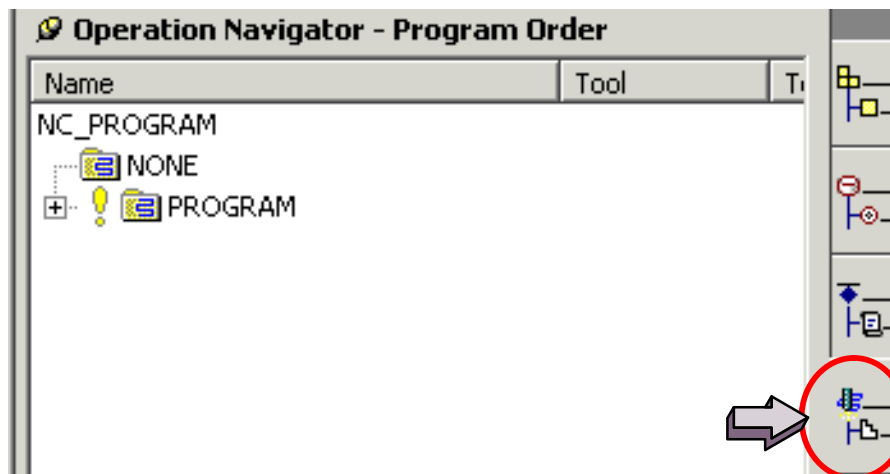 Operation Navigator - Program Order
Name Tool
NC_PROGRAM
NONE
PROGRAM